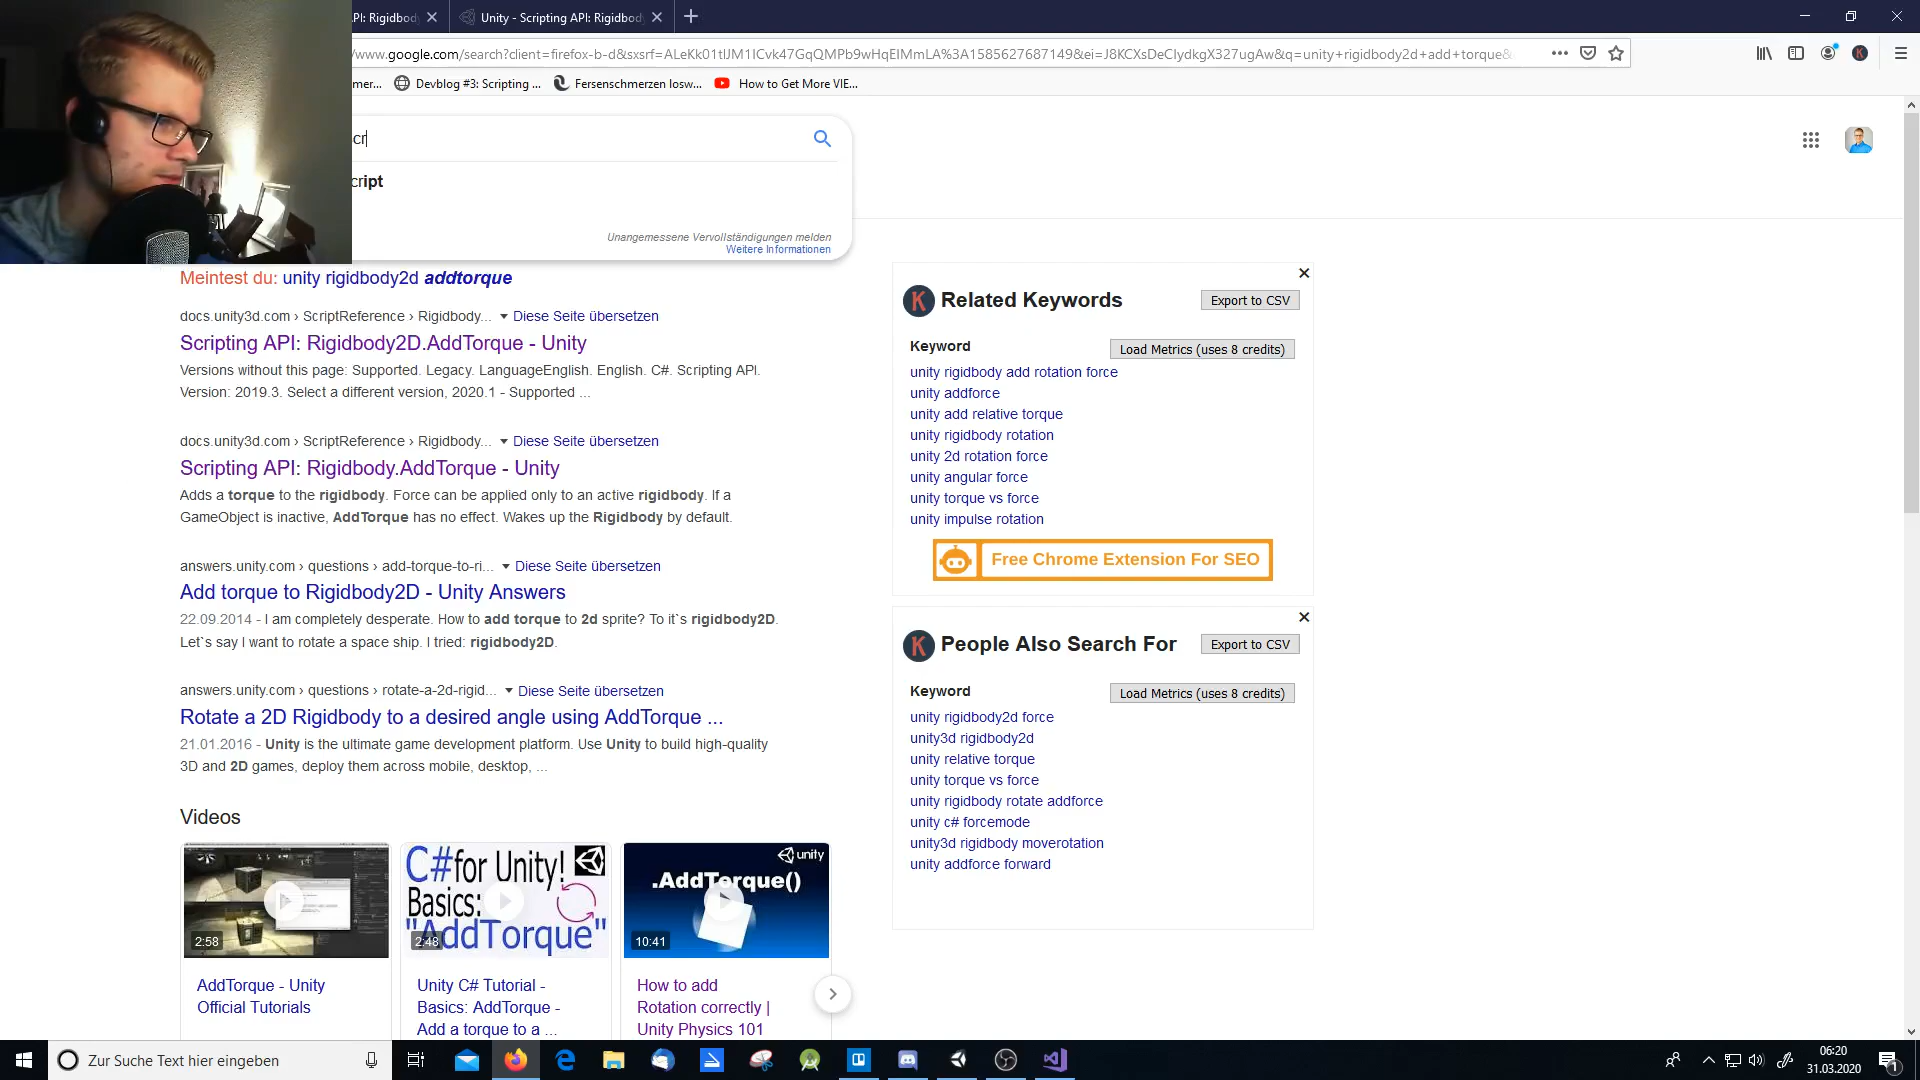 PI: Rigidbod
Unity - Scripting API: Rigidbod
/www.google.com/search?client=firefox-b-d&sxsrf=ALeKk01tIJM1ICvk47GqQMPb9wHqEIMmLA%3A1585627687149&ei=J8KCXsDeCIydkgX327ugAw&q=unity+rigidbody2d+add+torque&
mer...
Devblog #3: Scripting ...
Fersenschmerzen losw...
How to Get More VIE...
cr
cript
Unangemessene Vervollständigungen melden
Weitere Informationen
Meintest du: unity rigidbody2d addtorque
docs.unity3d.com › ScriptReference › Rigidbody... ▾ Diese Seite übersetzen
Scripting API: Rigidbody2D.AddTorque - Unity
Versions without this page: Supported. Legacy. LanguageEnglish. English. C#. Scripting API.
Version: 2019.3. Select a different version, 2020.1 - Supported ...
docs.unity3d.com › ScriptReference › Rigidbody... ▾ Diese Seite übersetzen
Scripting API: Rigidbody.AddTorque - Unity
Adds a torque to the rigidbody. Force can be applied only to an active rigidbody. If a
GameObject is inactive, AddTorque has no effect. Wakes up the Rigidbody by default.
answers.unity.com › questions › add-torque-to-ri... ▾ Diese Seite übersetzen
Add torque to Rigidbody2D - Unity Answers
22.09.2014 - I am completely desperate. How to add torque to 2d sprite? To it`s rigidbody2D.
Let`s say I want to rotate a space ship. I tried: rigidbody2D.
answers.unity.com › questions › rotate-a-2d-rigid... ▾ Diese Seite übersetzen
Rotate a 2D Rigidbody to a desired angle using AddTorque ...
21.01.2016 - Unity is the ultimate game development platform. Use Unity to build high-quality
3D and 2D games, deploy them across mobile, desktop, ...
Videos
2:58
AddTorque - Unity
Official Tutorials
C# for Unity!
Basics:
"AddTorque"
2:48
Unity C# Tutorial -
Basics: AddTorque -
Add a torque to a ...
unity
.AddTorque()
10:41
How to add
Rotation correctly |
Unity Physics 101
K Related Keywords
Export to CSV
Keyword
Load Metrics (uses 8 credits)
unity rigidbody add rotation force
unity addforce
unity add relative torque
unity rigidbody rotation
unity 2d rotation force
unity angular force
unity torque vs force
unity impulse rotation
Free Chrome Extension For SEO
K People Also Search For
Export to CSV
Keyword
Load Metrics (uses 8 credits)
unity rigidbody2d force
unity3d rigidbody2d
unity relative torque
unity torque vs force
unity rigidbody rotate addforce
unity c# forcemode
unity3d rigidbody moverotation
unity addforce forward
Zur Suche Text hier eingeben
06:20
31.03.2020
1